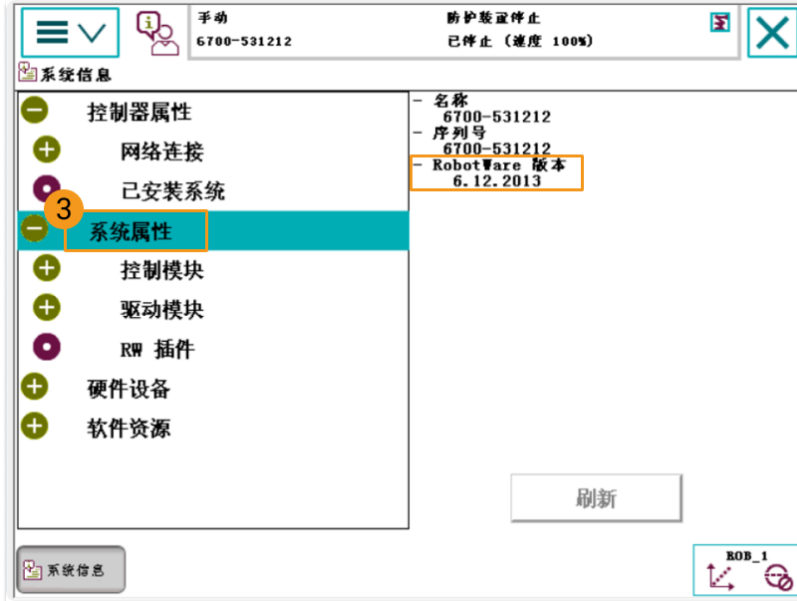 手动
6700-531212
防护装置停止
已停止 (速度 100%)
系统信息
控制器属性
网络连接
已安装系统
3
系统属性
控制模块
驱动模块
RW 插件
硬件设备
软件资源
- 名称
6700-531212
- 序列号
6700-531212
- RobotWare 版本
6.12.2013
刷新
系统信息
ROB_1